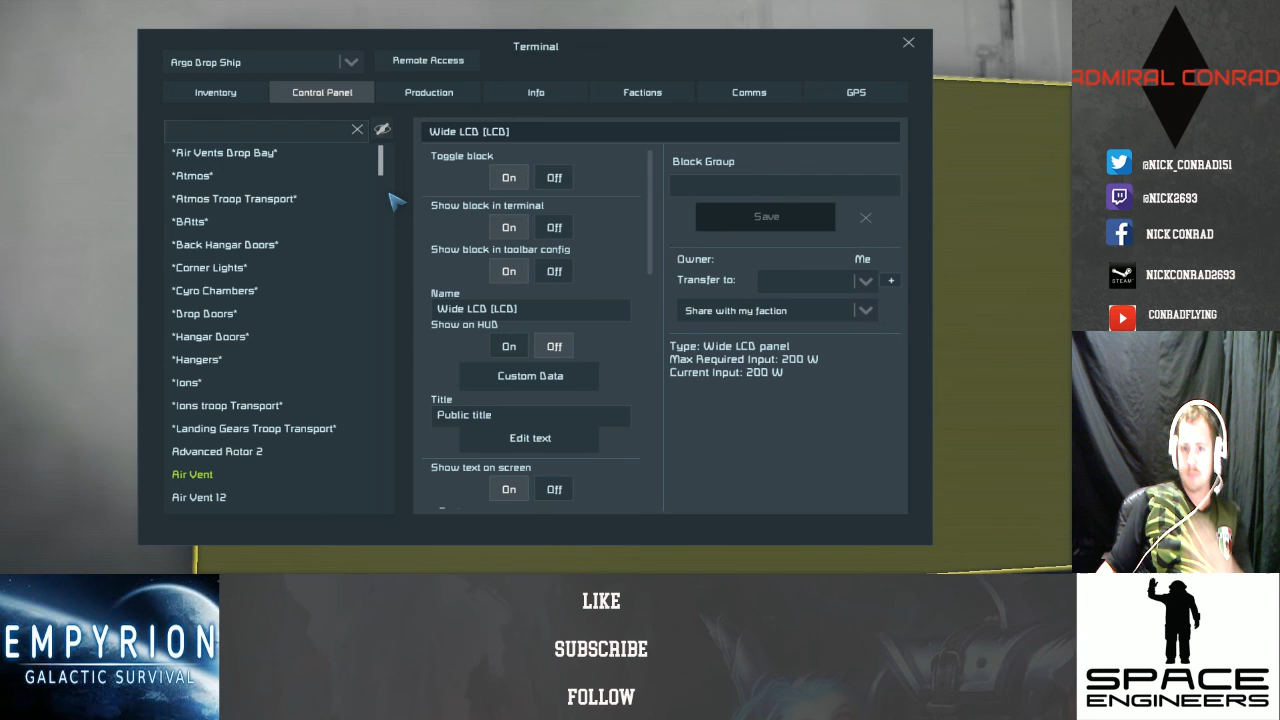 Terminal
Argo Drop Ship
Remote Access
Inventory
Control Panel
Production
Info
Factions
Comms
GPS
*Air Vents Drop Bay*
*Atmos*
*Atmos Troop Transport*
*BAtts*
*Back Hangar Doors*
*Corner Lights*
*Cyro Chambers*
*Drop Doors*
*Hangar Doors*
*Hangers*
*Ions*
*Ions troop Transport*
*Landing Gears Troop Transport*
Advanced Rotor 2
Air Vent
Air Vent 12
Wide LCD [LCD]
Toggle block
On Off
Show block in terminal
On Off
Show block in toolbar config
On Off
Name
Wide LCD [LCD]
Show on HUD
On Off
Custom Data
Title
Public title
Edit text
Show text on screen
On Off
Block Group
Save
Owner: Me
Transfer to:
+
Share with my faction
Type: Wide LCD panel
Max Required Input: 200 W
Current Input: 200 W
ADMIRAL CONRAD
@NICK_CONRAD151
@NICK2693
NICK CONRAD
STEAM
NICKCONRAD2693
CONRADFLYING
EMPYRION
GALACTIC SURVIVAL
LIKE
SUBSCRIBE
FOLLOW
SPACE
ENGINEERS